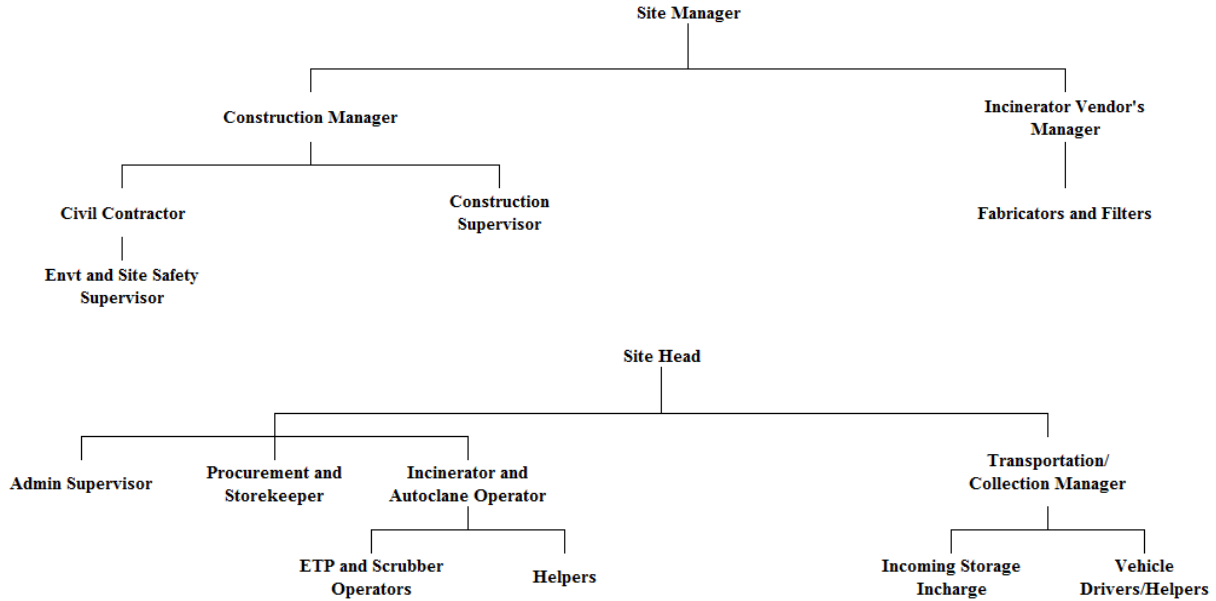 Site Manager
Construction Manager
Incinerator Vendor's
Manager
Civil Contractor
Construction
Supervisor
Fabricators and Filters
Envt and Site Safety
Supervisor
Site Head
Admin Supervisor
Procurement and
Storekeeper
Incinerator and
Autoclane Operator
Transportation/
Collection Manager
ETP and Scrubber
Operators
Helpers
Incoming Storage
Incharge
Vehicle
Drivers/Helpers